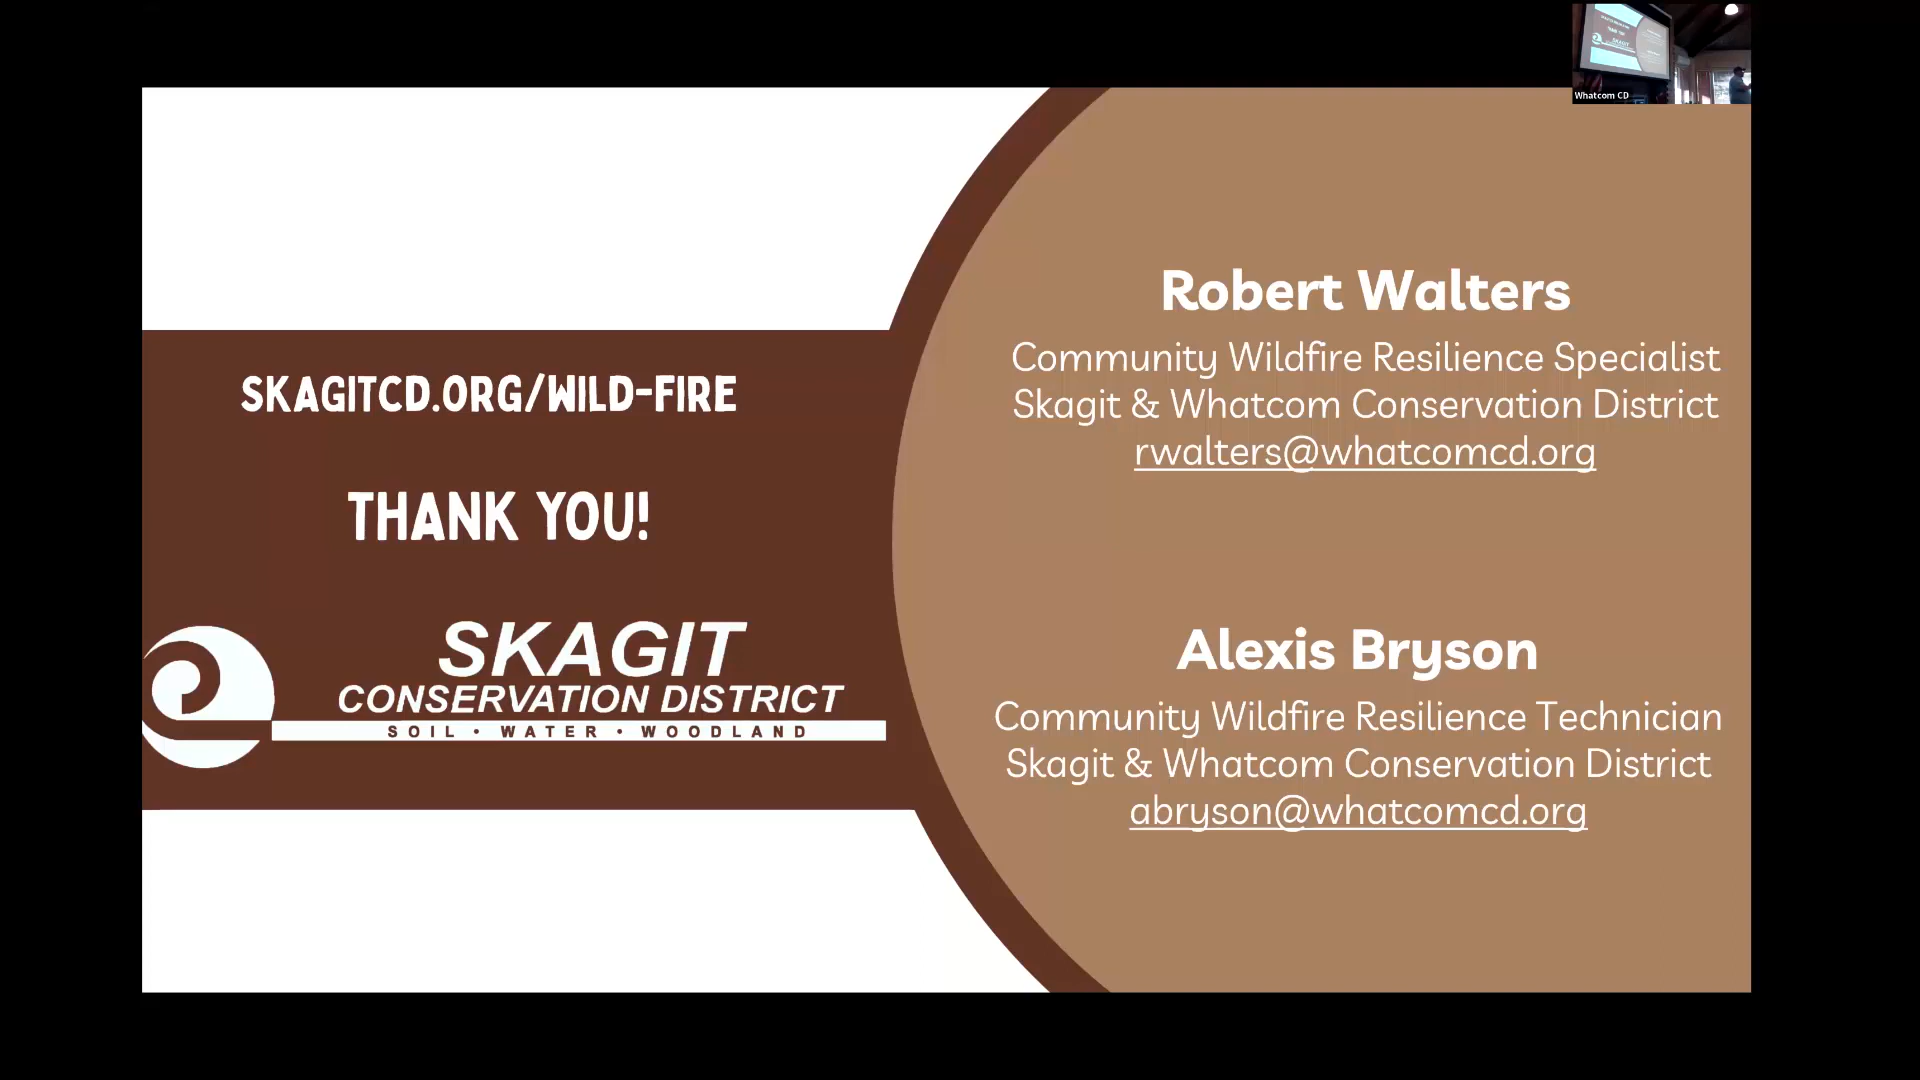 SKAGITCD.ORG/WILD-FIRE
THANK YOU!
SKAGIT
CONSERVATION DISTRICT
SOIL • WATER • WOODLAND
Robert Walters
Community Wildfire Resilience Specialist
Skagit & Whatcom Conservation District
rwalters@whatcomcd.org
Alexis Bryson
Community Wildfire Resilience Technician
Skagit & Whatcom Conservation District
abryson@whatcomcd.org
Whatcom CD